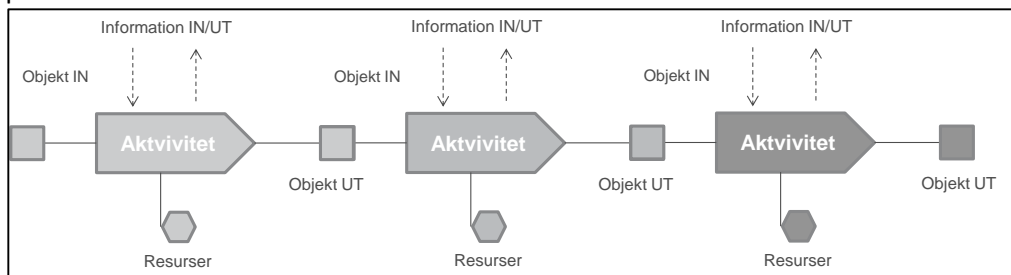 Information IN/UT
Information IN/UT
Information IN/UT
Objekt IN
Objekt IN
Objekt IN
Aktvivitet
Aktvivitet
Aktvivitet
Objekt UT
Objekt UT
Objekt UT
Resurser
Resurser
Resurser